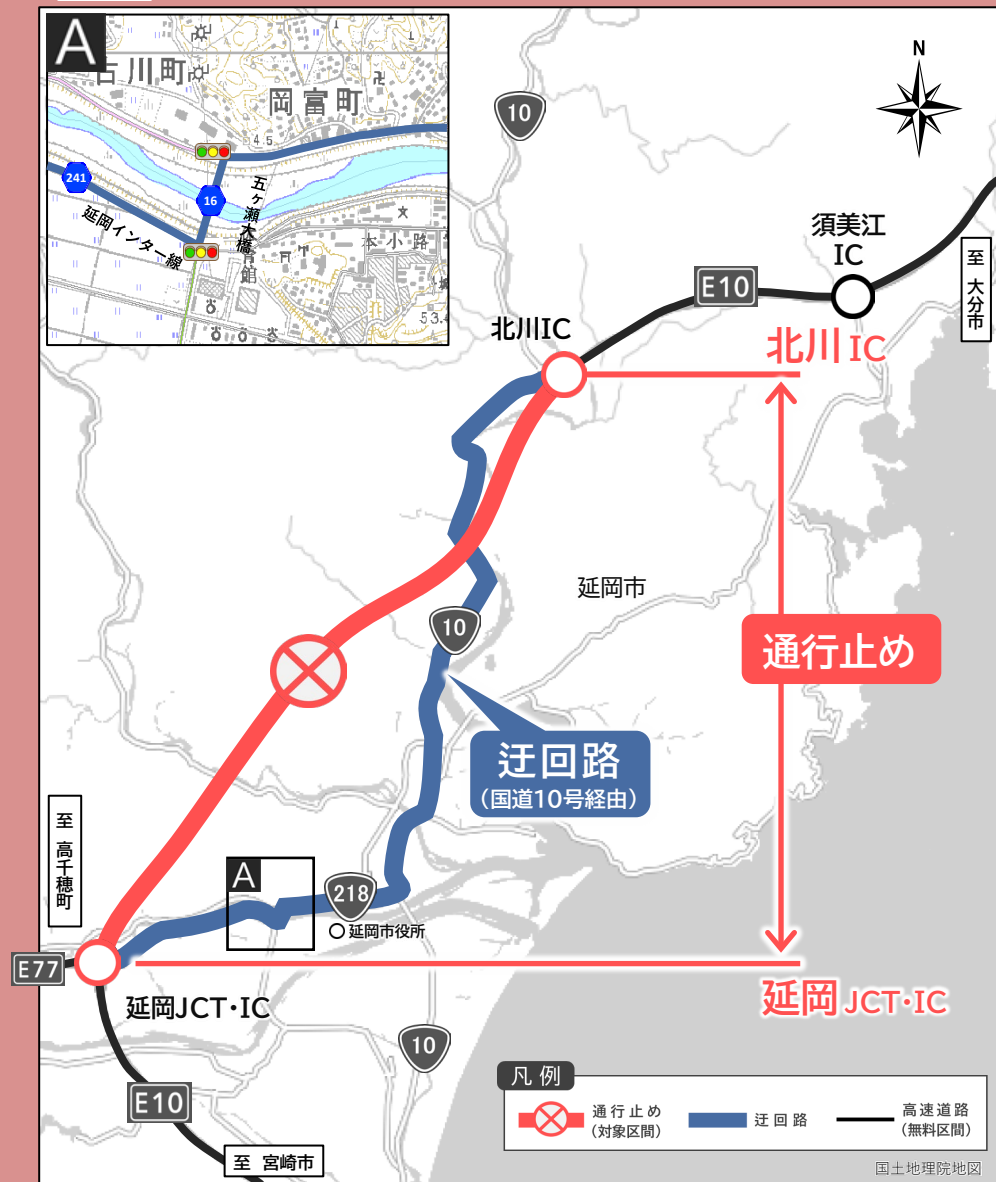 A
古川町
岡富町
45
241
16
五ヶ瀬大橋
延岡インター線
本小路
館
城
53.4
10
N
須美江
IC
至 大分市
E10
北川IC
北川 IC
延岡市
10
通行止め
迂回路
(国道10号経由)
至 高千穂町
A
218
延岡市役所
E77
延岡JCT・IC
延岡 JCT・IC
10
E10
至 宮崎市
凡例
通行止め
(対象区間)
迂回路
高速道路
(無料区間)
国土地理院地図